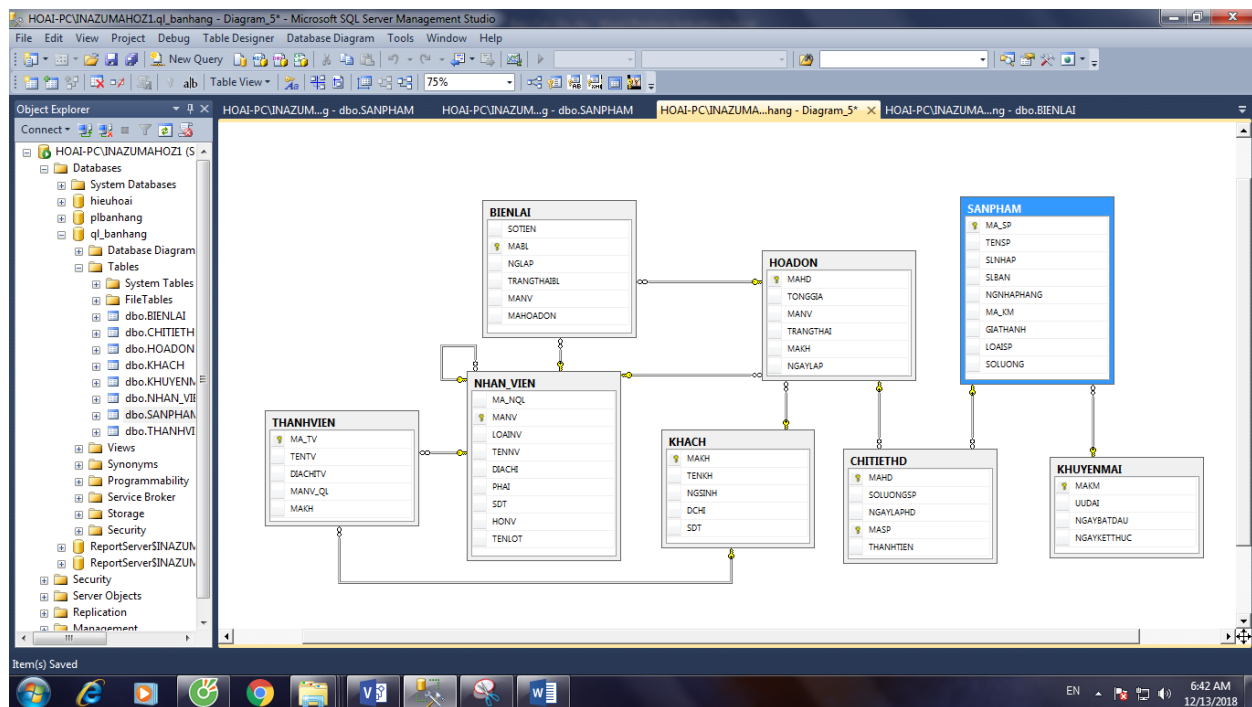 HOAI-PC\INAZUMAHOZ1.ql_banhang - Diagram_5* - Microsoft SQL Server Management Studio
File Edit View Project Debug Table Designer Database Diagram Tools Window Help
New Query
Table View 75%
Object Explorer
HOAI-PC\INAZUM...g - dbo.SANPHAM HOAI-PC\INAZUM...g - dbo.SANPHAM HOAI-PC\INAZUMA...hang - Diagram_5* HOAI-PC\INAZUMA...ng - dbo.BIENLAI
Connect
HOAI-PC\INAZUMAHOZ1 (S
Databases
System Databases
hieuhoai
plbanhang
ql_banhang
Database Diagram
Tables
System Tables
FileTables
dbo.BIENLAI
dbo.CHITIETH
dbo.HOADON
dbo.KHACH
dbo.KHUYENM
dbo.NHAN_VIE
dbo.SANPHAM
dbo.THANHVI
Views
Synonyms
Programmability
Service Broker
Storage
Security
ReportServer$INAZUM
ReportServer$INAZUM
Security
Server Objects
Replication
Management
BIENLAI
SOTIEN
MABL
NGLAP
TRANGTHAIBL
MANV
MAHOADON
HOADON
MAHD
TONGGIA
MANV
TRANGTHAI
MAKH
NGAYLAP
SANPHAM
MA_SP
TENSP
SLNHAP
SLBAN
NGNHAPHANG
MA_KM
GIATHANH
LOAISP
SOLUONG
THANHVIEN
MA_TV
TENTV
DIACHITV
MANV_QL
MAKH
NHAN_VIEN
MA_NQL
MANV
LOAINV
TENNV
DIACHI
PHAI
SDT
HONV
TENLOT
KHACH
MAKH
TENKH
NGSINH
DCHI
SDT
CHITIETHD
MAHD
SOLUONGSP
NGAYLAPHD
MASP
THANHTIEN
KHUYENMAI
MAKM
UUDAI
NGAYBATDAU
NGAYKETTHUC
Item(s) Saved
EN
6:42 AM
12/13/2018